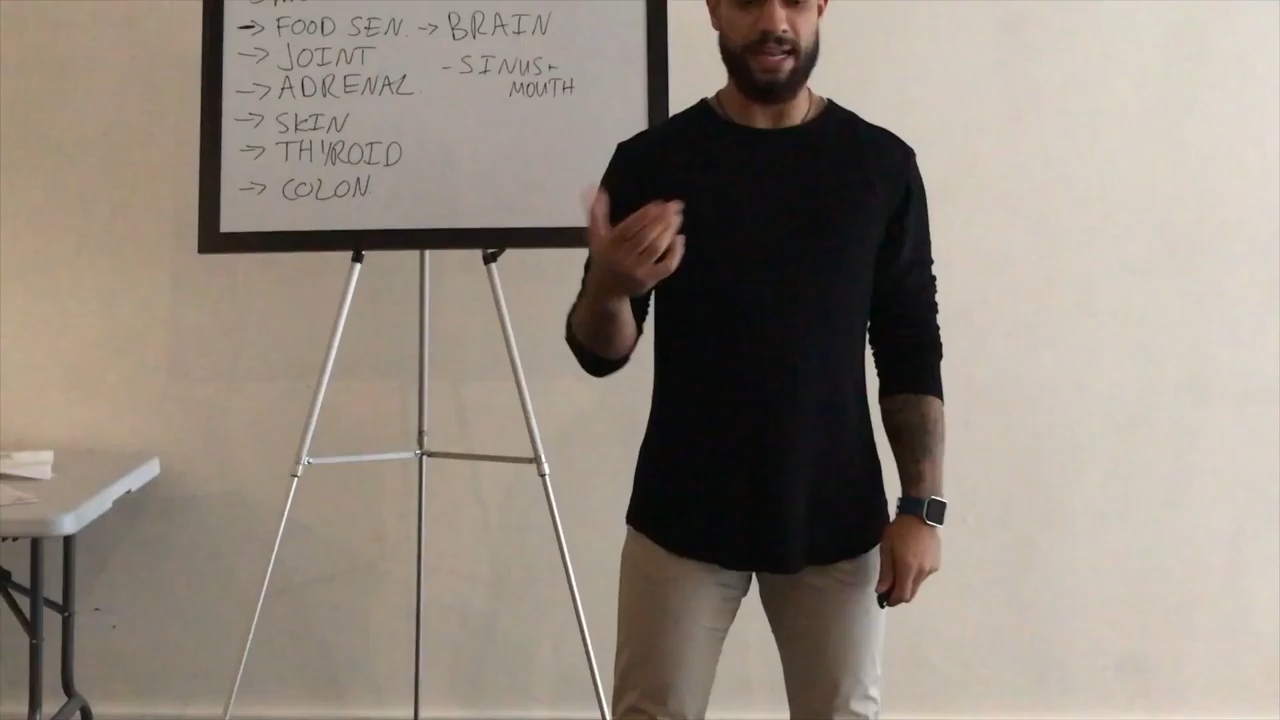 → FOOD SEN. → BRAIN
→ JOINT
- SINUS+
→ ADRENAL.
MOUTH
→ SKIN
→ THYROID
→ COLON